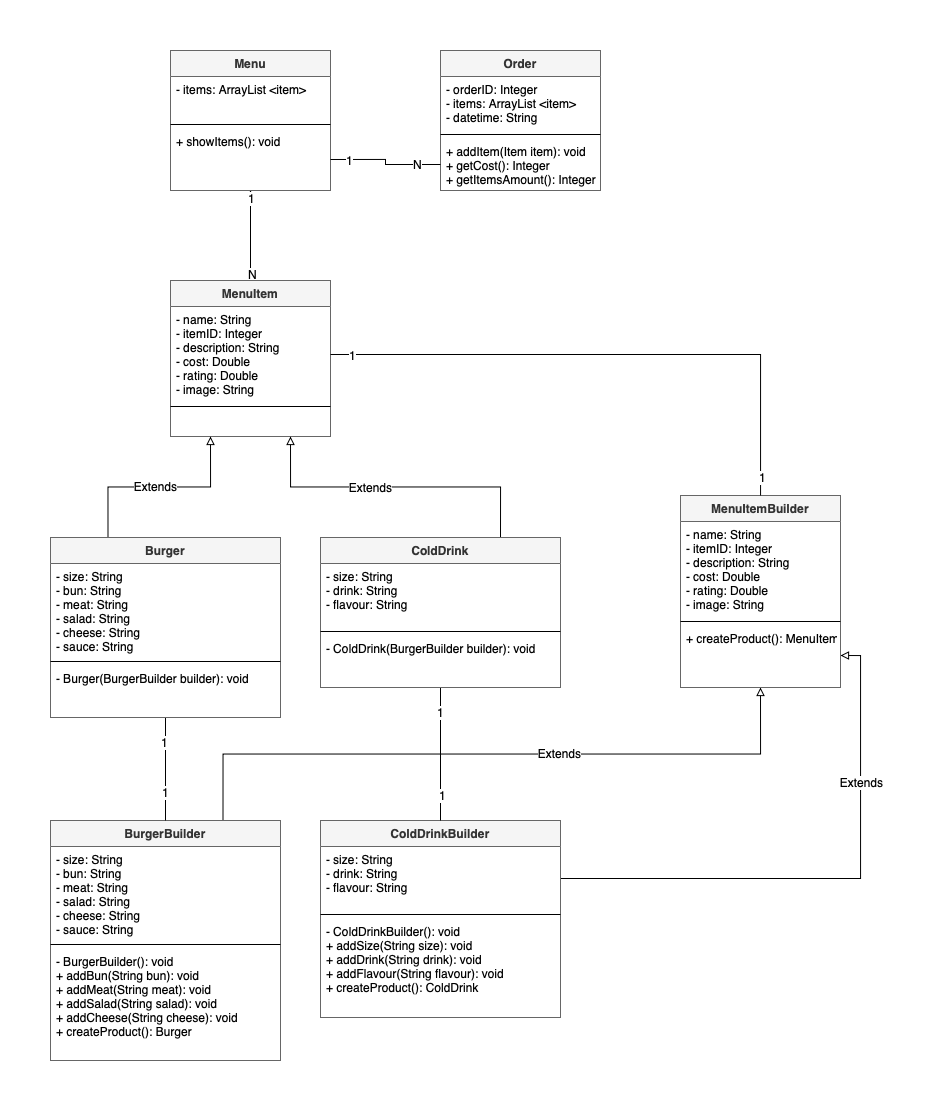 Menu
- items: ArrayList <item>
+ showItems(): void
Order
- orderID: Integer
- items: ArrayList <item>
- datetime: String
+ addItem(Item item): void
+ getCost(): Integer
+ getItemsAmount(): Integer
1
N
1
N
MenuItem
- name: String
- itemID: Integer
- description: String
- cost: Double
- rating: Double
- image: String
1
1
Extends
Extends
MenuItemBuilder
- name: String
- itemID: Integer
- description: String
- cost: Double
- rating: Double
- image: String
+ createProduct(): MenuItem
Burger
- size: String
- bun: String
- meat: String
- salad: String
- cheese: String
- sauce: String
- Burger(BurgerBuilder builder): void
ColdDrink
- size: String
- drink: String
- flavour: String
- ColdDrink(BurgerBuilder builder): void
1
1
1
1
Extends
Extends
BurgerBuilder
- size: String
- bun: String
- meat: String
- salad: String
- cheese: String
- sauce: String
- BurgerBuilder(): void
+ addBun(String bun): void
+ addMeat(String meat): void
+ addSalad(String salad): void
+ addCheese(String cheese): void
+ createProduct(): Burger
ColdDrinkBuilder
- size: String
- drink: String
- flavour: String
- ColdDrinkBuilder(): void
+ addSize(String size): void
+ addDrink(String drink): void
+ addFlavour(String flavour): void
+ createProduct(): ColdDrink